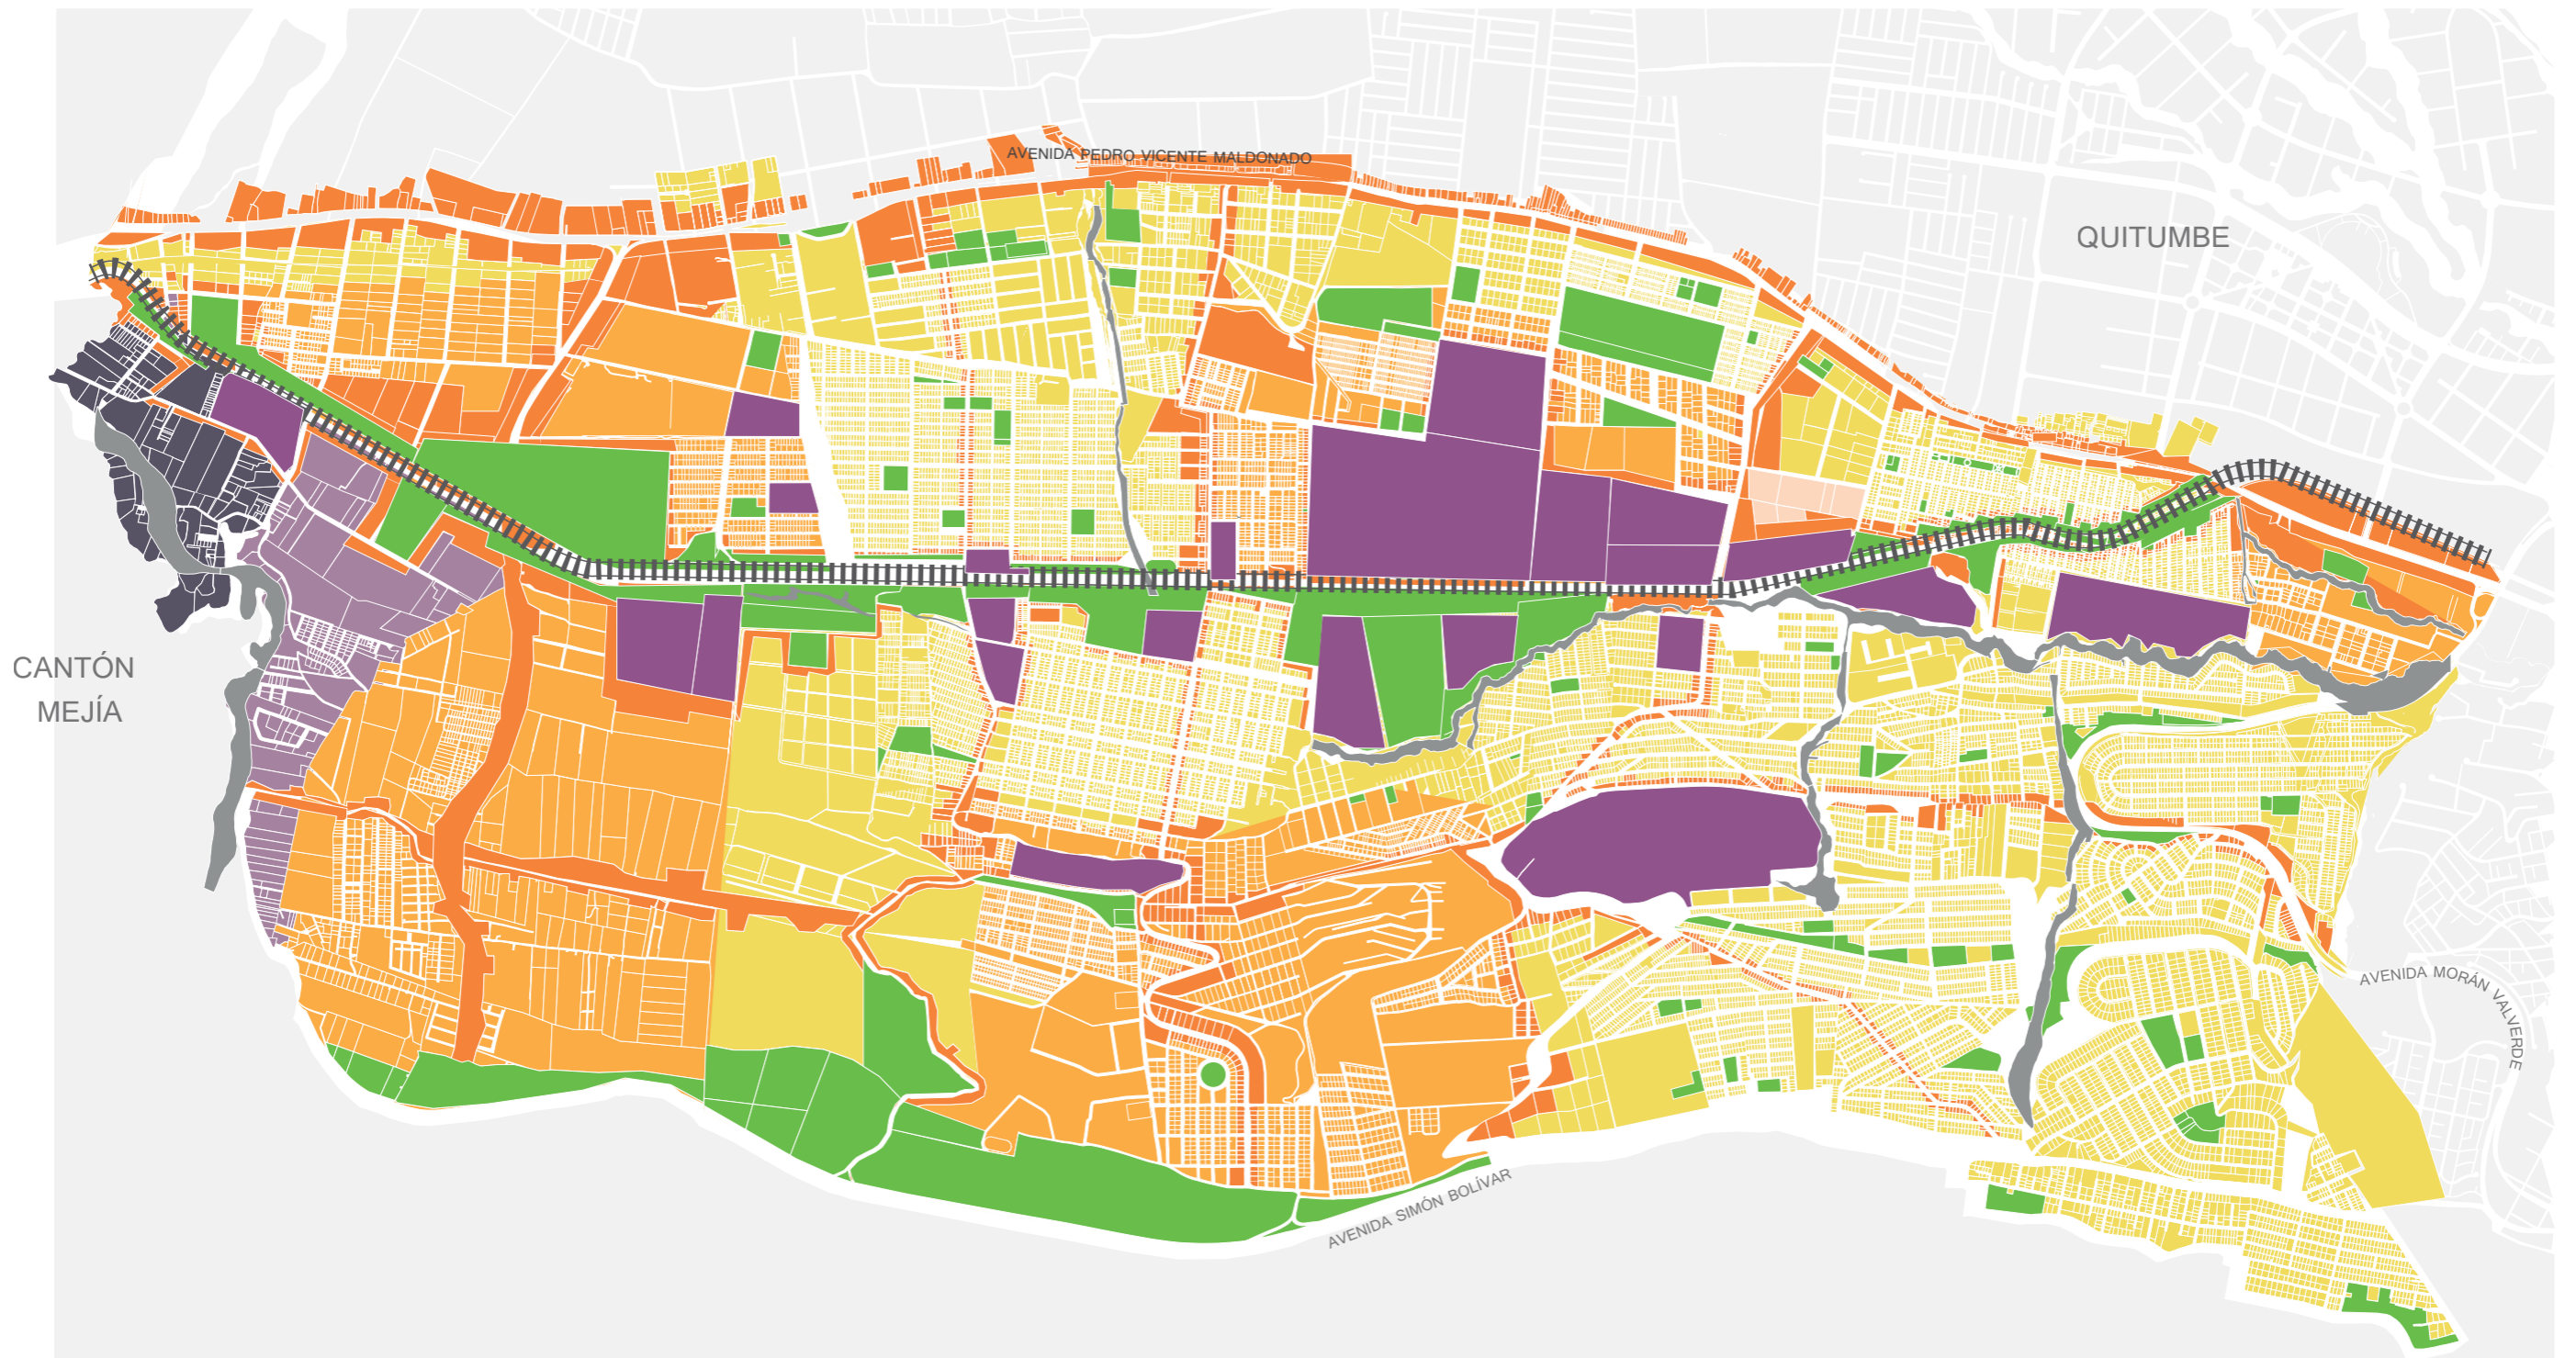 AVENIDA PEDRO VICENTE MALDONADO
QUITUMBE
CANTÓN
MEJÍA
AVENIDA MORÁN VALVERDE
AVENIDA SIMÓN BOLÍVAR